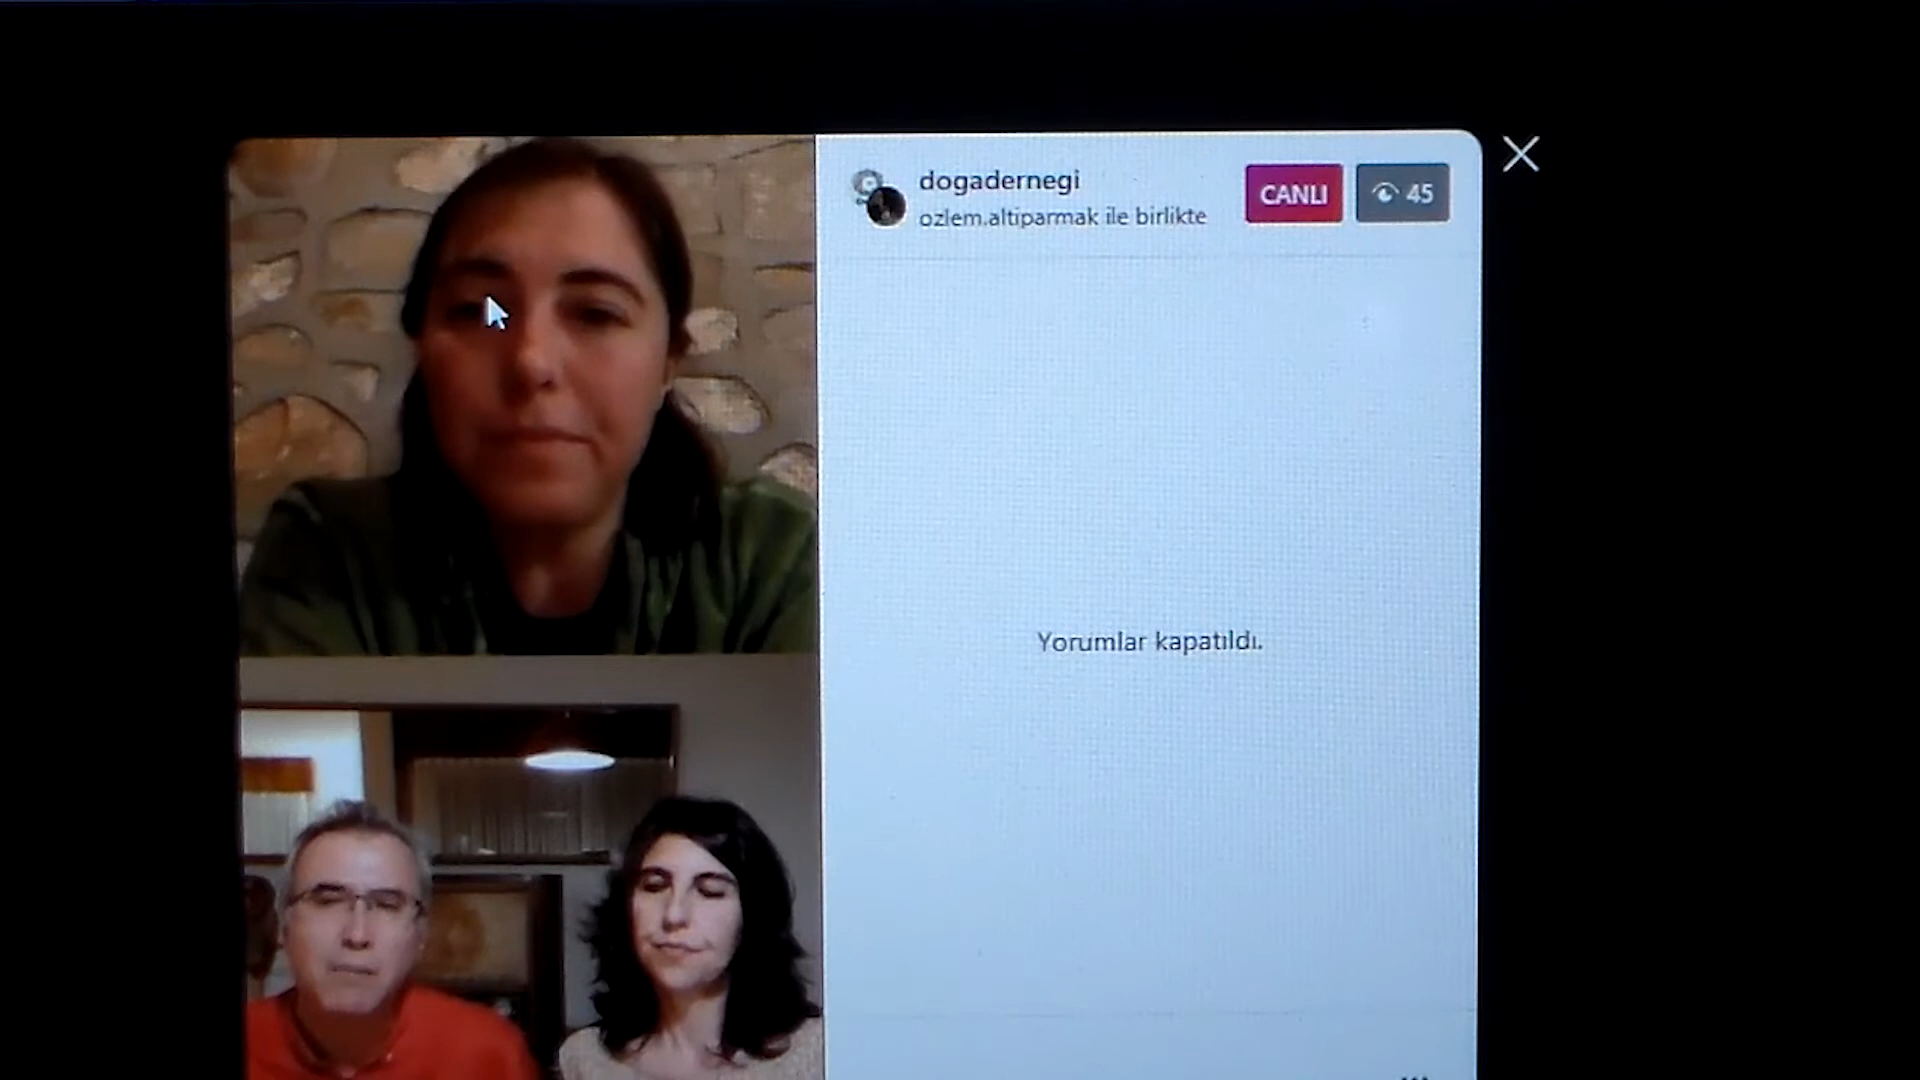 dogadernegi
ozlem.altiparmak ile birlikte
CANLI
45
Yorumlar kapatıldı.